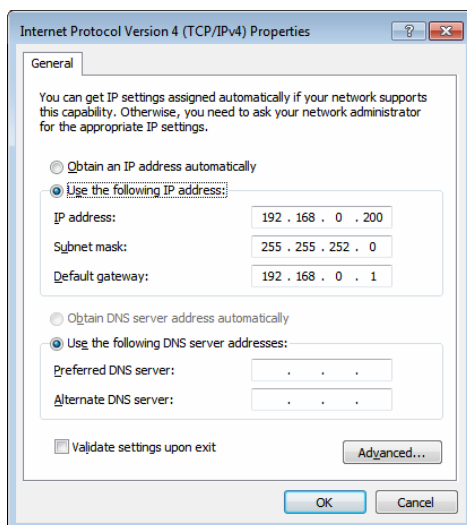 Internet Protocol Version 4 (TCP/IPv4) Properties
General
You can get IP settings assigned automatically if your network supports
this capability. Otherwise, you need to ask your network administrator
for the appropriate IP settings.
Obtain an IP address automatically
Use the following IP address:
IP address: 192 . 168 . 0 . 200
Subnet mask: 255 . 255 . 252 . 0
Default gateway: 192 . 168 . 0 . 1
Obtain DNS server address automatically
Use the following DNS server addresses:
Preferred DNS server: . . .
Alternate DNS server: . . .
Validate settings upon exit
Advanced...
OK Cancel